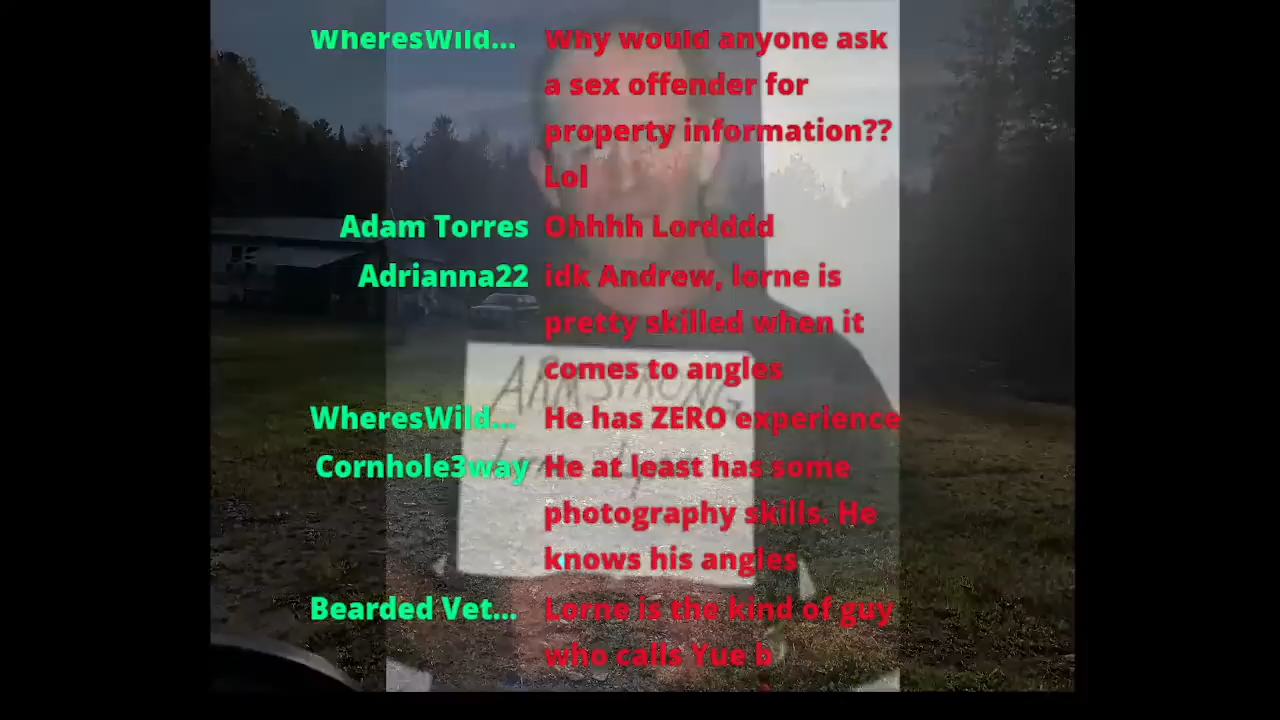 WheresWild... Why would anyone ask
a sex offender for
property information??
Lol
Adam Torres Ohhhh Lordddd
Adrianna22 idk Andrew, lorne is
pretty skilled when it
comes to angles
WheresWild... He has ZERO experience
Cornhole3way He at least has some
photography skills. He
knows his angles
Bearded Vet... Lorne is the kind of guy
who calls Yue b
ARMSTRONG